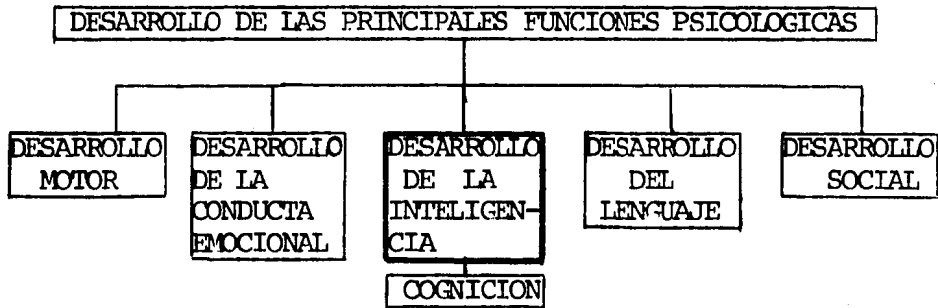 DESARROLLO DE LAS PRINCIPALES FUNCIONES PSICOLOGICAS
DESARROLLO
MOTOR
DESARROLLO
DE LA
CONDUCTA
EMOCIONAL
DESARROLLO
DE LA
INTELIGEN-
CIA
DESARROLLO
DEL
LENGUAJE
DESARROLLO
SOCIAL
COGNICION